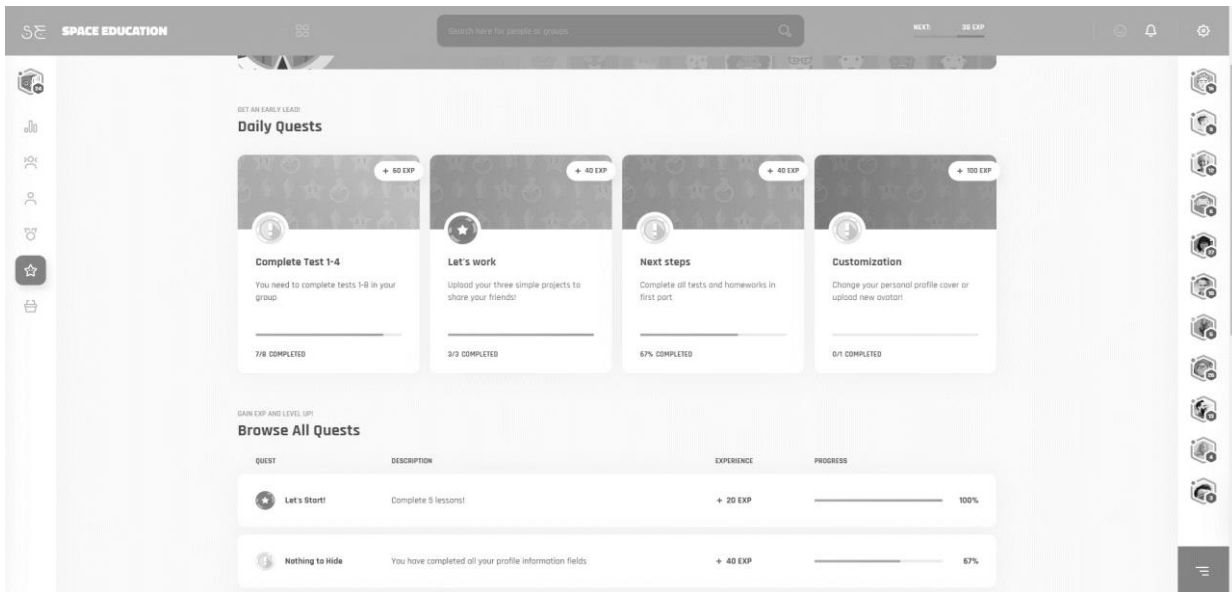 SE SPACE EDUCATION
Search here for people or groups
NEXT: 38 EXP
24
GET AN EARLY LEAD!
Daily Quests
+ 60 EXP
+ 40 EXP
+ 40 EXP
+ 100 EXP
Complete Test 1-4
Let's work
Next steps
Customization
You need to complete tests 1-8 in your
group
Upload your three simple projects to
share your friends!
Complete all tests and homeworks in
first part
Change your personal profile cover or
upload new avatar!
7/8 COMPLETED
3/3 COMPLETED
67% COMPLETED
0/1 COMPLETED
GAIN EXP AND LEVEL UP!
Browse All Quests
QUEST DESCRIPTION EXPERIENCE PROGRESS
Let's Start! Complete 5 lessons! + 20 EXP 100%
Nothing to Hide You have completed all your profile information fields + 40 EXP 67%